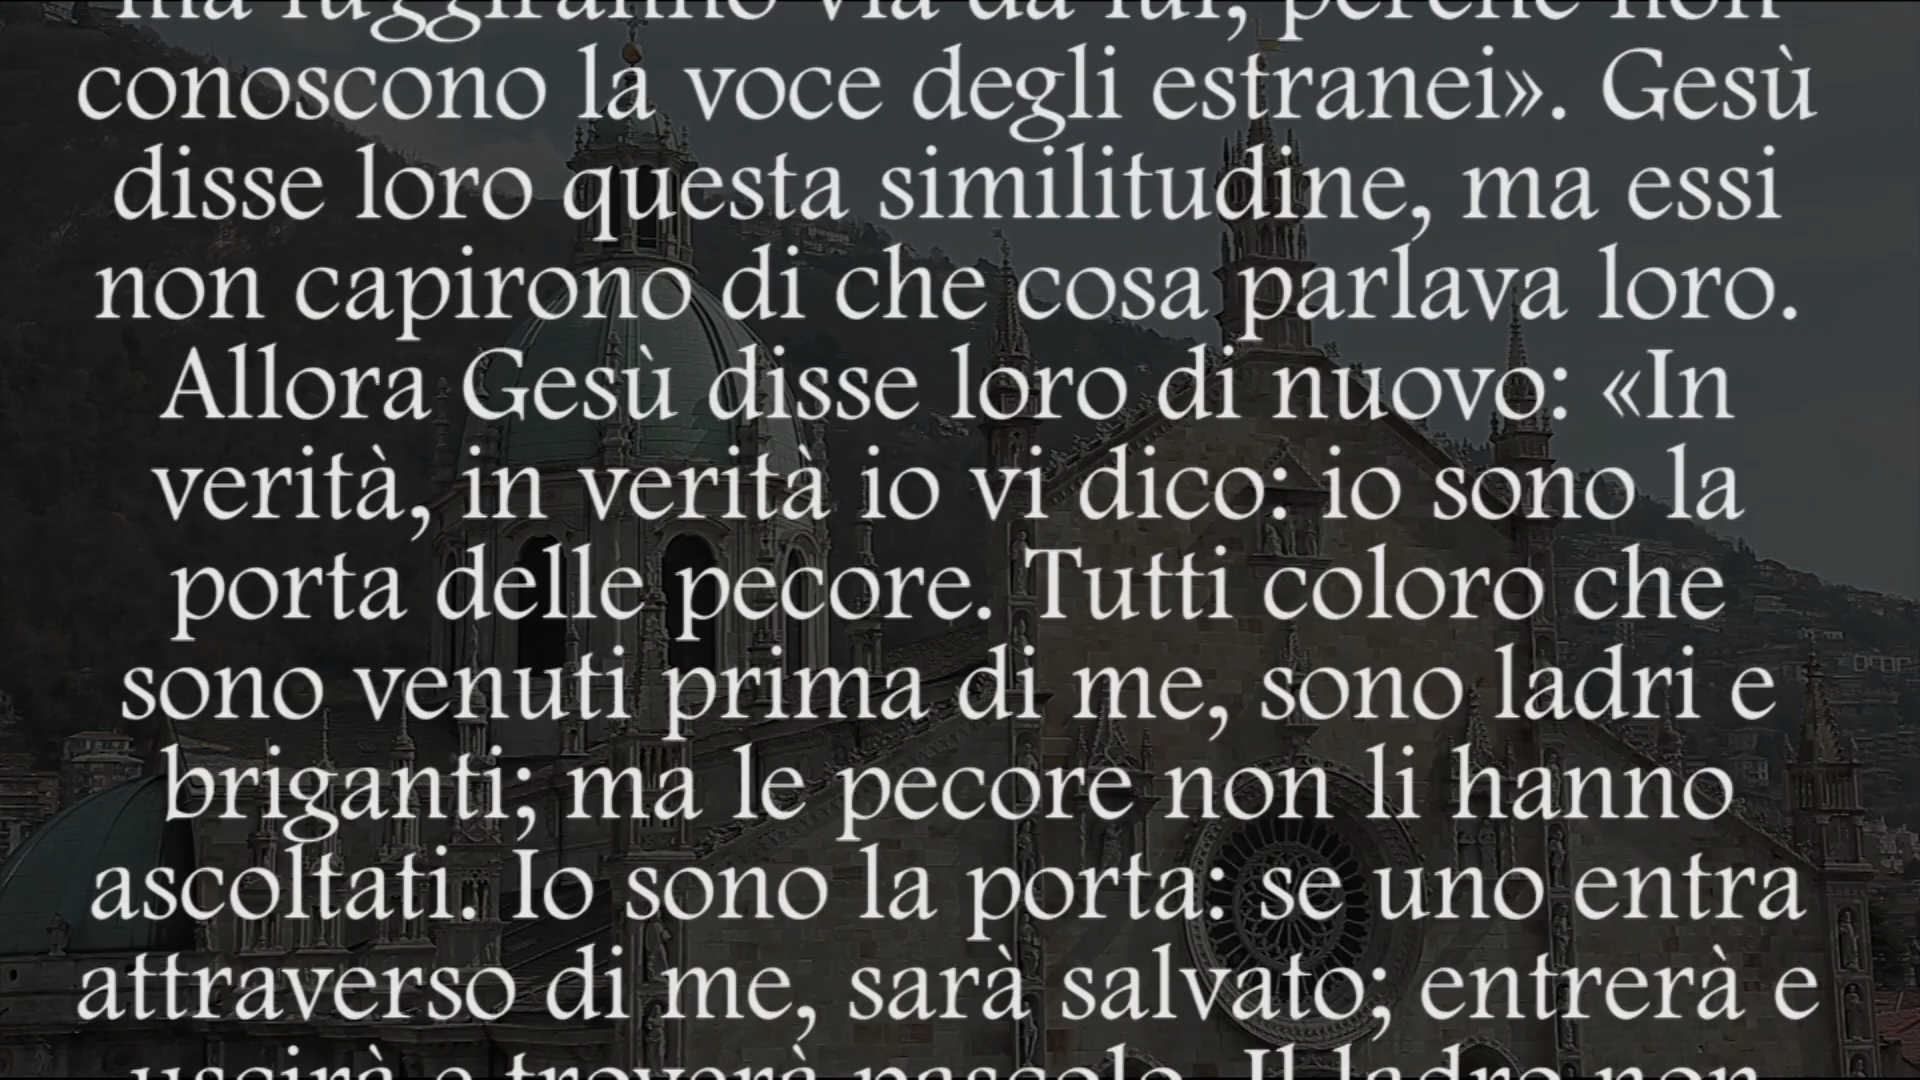 ma fuggiranno via da lui, perché non
conoscono la voce degli estranei». Gesù
disse loro questa similitudine, ma essi
non capirono di che cosa parlava loro.
Allora Gesù disse loro di nuovo: «In
verità, in verità io vi dico: io sono la
porta delle pecore. Tutti coloro che
sono venuti prima di me, sono ladri e
briganti; ma le pecore non li hanno
ascoltati. Io sono la porta: se uno entra
attraverso di me, sarà salvato; entrerà e
uscirà e troverà pascolo. Il ladro non